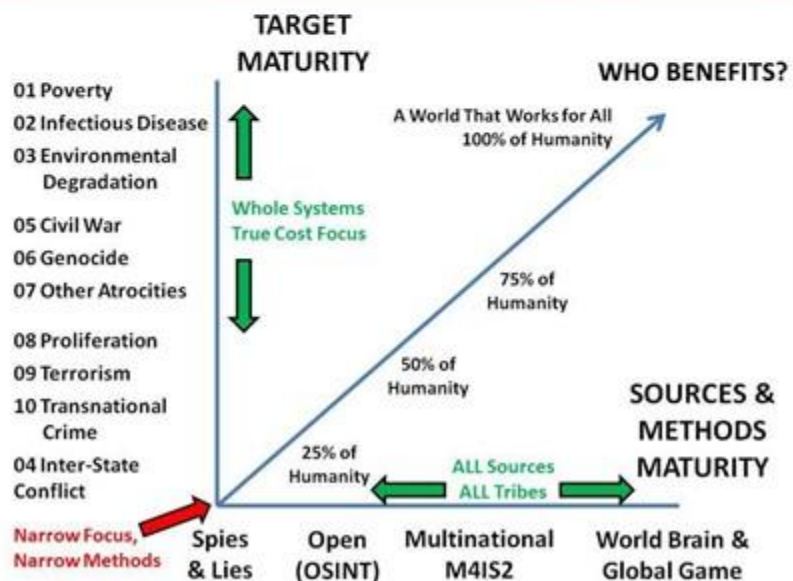 TARGET
MATURITY
WHO BENEFITS?
01 Poverty
02 Infectious Disease
03 Environmental
Degradation
05 Civil War
06 Genocide
07 Other Atrocities
08 Proliferation
09 Terrorism
10 Transnational
Crime
04 Inter-State
Conflict
Whole Systems
True Cost Focus
A World That Works for All
100% of Humanity
75% of
Humanity
50% of
Humanity
25% of
Humanity
SOURCES &
METHODS
MATURITY
ALL Sources
ALL Tribes
Narrow Focus,
Narrow Methods
Spies
& Lies
Open
(OSINT)
Multinational
M4IS2
World Brain &
Global Game